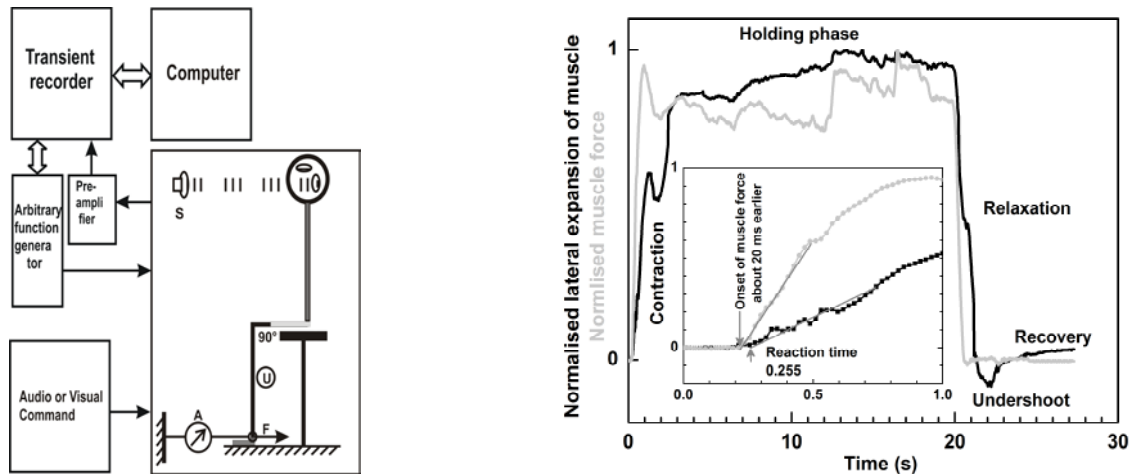 Transient
recorder
Computer
Arbitrary
function
genera
tor
Pre-
ampli
fier
S
90°
U
A
F
Audio or Visual
Command
Normalised lateral expansion of muscle
Normlised muscle force
1
0
Holding phase
Relaxation
Recovery
Undershoot
1
0
Contraction
Onset of muscle force
about 20 ms earlier
Reaction time
0.255
0.0 0.5 1.0
0 10 20 30
Time (s)